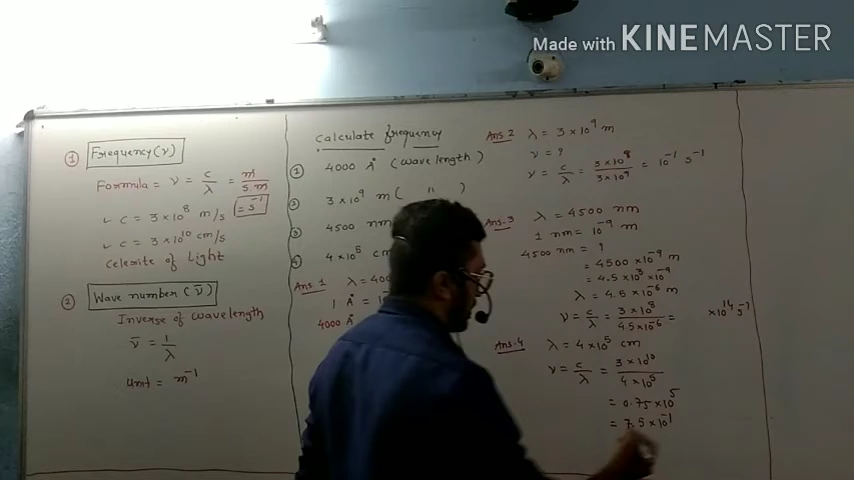 Made with KINEMASTER
① Frequency (ν)
Formula = ν = c/λ = m/s m = s⁻¹
c = 3 × 10⁸ m/s
c = 3 × 10¹⁰ cm/s
celerite of Light
② Wave number (ν̄)
Inverse of wavelength
ν̄ = 1/λ
unit = m⁻¹
Calculate frequency
① 4000 A° (wavelength)
② 3 × 10⁹ m ( " )
③ 4500 nm
④ 4 × 10⁵ cm
Ans 1 λ = 400
1 A° = 1
4000 A°
Ans 2 λ = 3 × 10⁹ m
ν = ?
ν = c/λ = 3 × 10⁸/3 × 10⁹ = 10⁻¹ s⁻¹
Ans 3 λ = 4500 nm
1 nm = 10⁻⁹ m
4500 nm = ?
= 4500 × 10⁻⁹ m
= 4.5 × 10³ × 10⁻⁹
λ = 4.5 × 10⁻⁶ m
ν = c/λ = 3 × 10⁸/4.5 × 10⁻⁶ = × 10¹⁴ s⁻¹
Ans 4 λ = 4 × 10⁵ cm
ν = c/λ = 3 × 10¹⁰/4 × 10⁵
= 0.75 × 10⁵
= 7.5 × 10⁻¹